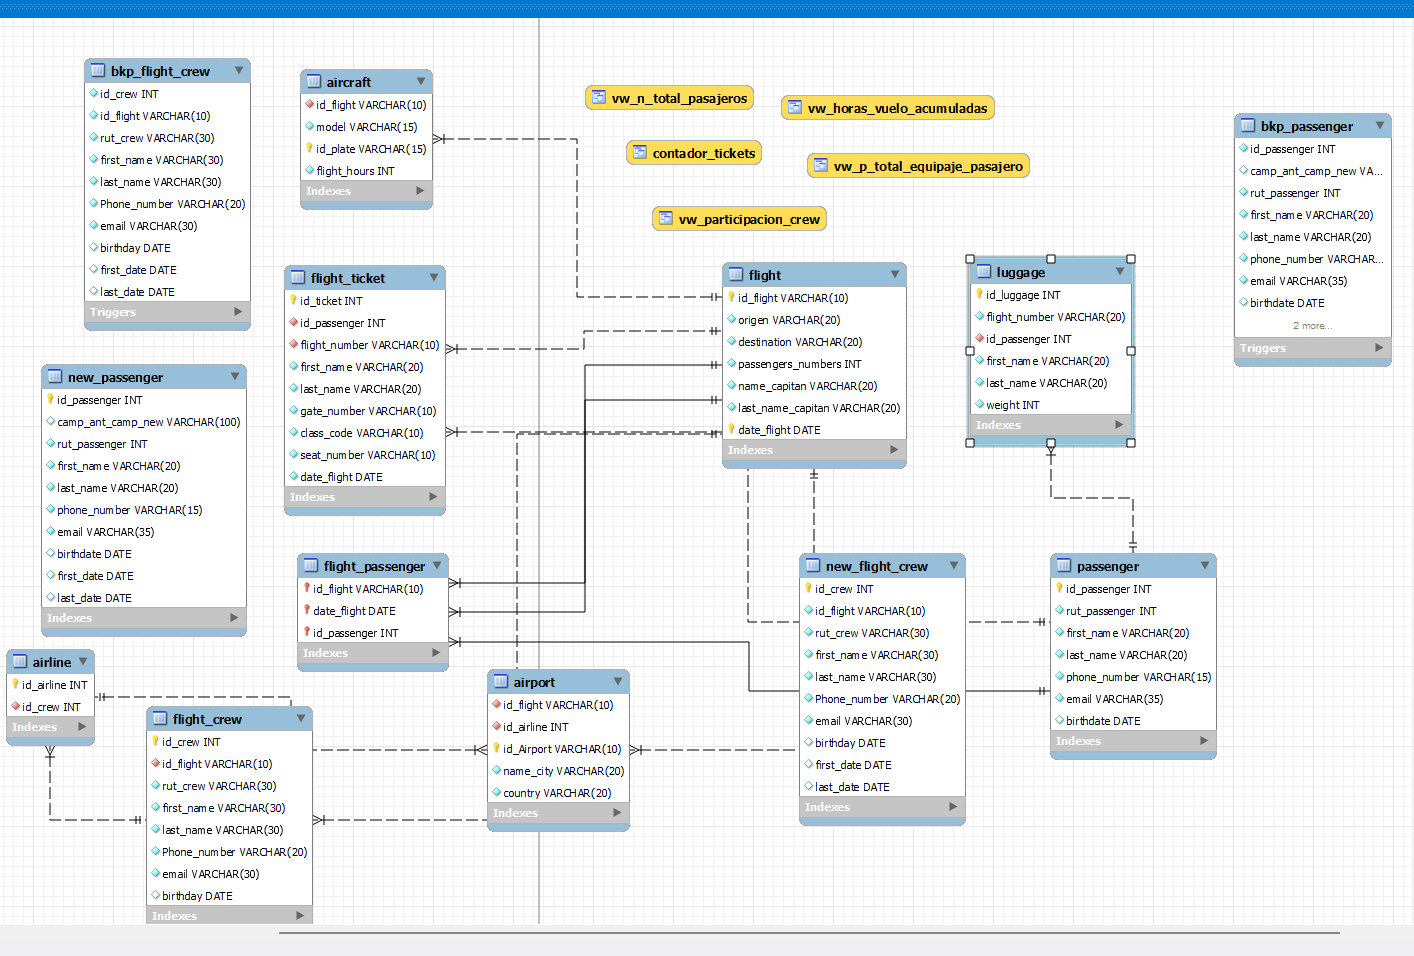 bkp_flight_crew
id_crew INT
id_flight VARCHAR(10)
rut_crew VARCHAR(30)
first_name VARCHAR(30)
last_name VARCHAR(30)
Phone_number VARCHAR(20)
email VARCHAR(30)
birthday DATE
first_date DATE
last_date DATE
Triggers
aircraft
id_flight VARCHAR(10)
model VARCHAR(15)
id_plate VARCHAR(15)
flight_hours INT
Indexes
vw_n_total_pasajeros
vw_horas_vuelo_acumuladas
contador_tickets
vw_p_total_equipaje_pasajero
vw_participacion_crew
bkp_passenger
id_passenger INT
camp_ant_camp_new VA...
rut_passenger INT
first_name VARCHAR(20)
last_name VARCHAR(20)
phone_number VARCHAR...
email VARCHAR(35)
birthdate DATE
2 more...
Triggers
flight_ticket
id_ticket INT
id_passenger INT
flight_number VARCHAR(10)
first_name VARCHAR(20)
last_name VARCHAR(20)
gate_number VARCHAR(10)
class_code VARCHAR(10)
seat_number VARCHAR(10)
date_flight DATE
Indexes
flight
id_flight VARCHAR(10)
origen VARCHAR(20)
destination VARCHAR(20)
passengers_numbers INT
name_capitan VARCHAR(20)
last_name_capitan VARCHAR(20)
date_flight DATE
Indexes
luggage
id_luggage INT
flight_number VARCHAR(20)
id_passenger INT
first_name VARCHAR(20)
last_name VARCHAR(20)
weight INT
Indexes
new_passenger
id_passenger INT
camp_ant_camp_new VARCHAR(100)
rut_passenger INT
first_name VARCHAR(20)
last_name VARCHAR(20)
phone_number VARCHAR(15)
email VARCHAR(35)
birthdate DATE
first_date DATE
last_date DATE
Indexes
flight_passenger
id_flight VARCHAR(10)
date_flight DATE
id_passenger INT
Indexes
new_flight_crew
id_crew INT
id_flight VARCHAR(10)
rut_crew VARCHAR(30)
first_name VARCHAR(30)
last_name VARCHAR(30)
Phone_number VARCHAR(20)
email VARCHAR(30)
birthday DATE
first_date DATE
last_date DATE
Indexes
passenger
id_passenger INT
rut_passenger INT
first_name VARCHAR(20)
last_name VARCHAR(20)
phone_number VARCHAR(15)
email VARCHAR(35)
birthdate DATE
Indexes
airline
id_airline INT
id_crew INT
Indexes
flight_crew
id_crew INT
id_flight VARCHAR(10)
rut_crew VARCHAR(30)
first_name VARCHAR(30)
last_name VARCHAR(30)
Phone_number VARCHAR(20)
email VARCHAR(30)
birthday DATE
Indexes
airport
id_flight VARCHAR(10)
id_airline INT
id_Airport VARCHAR(10)
name_city VARCHAR(20)
country VARCHAR(20)
Indexes